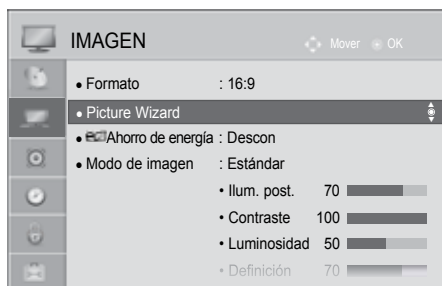 IMAGEN Mover OK
• Formato : 16:9
• Picture Wizard
• Ahorro de energía : Descon
• Modo de imagen : Estándar
• Ilum. post. 70
• Contraste 100
• Luminosidad 50
• Definición 70